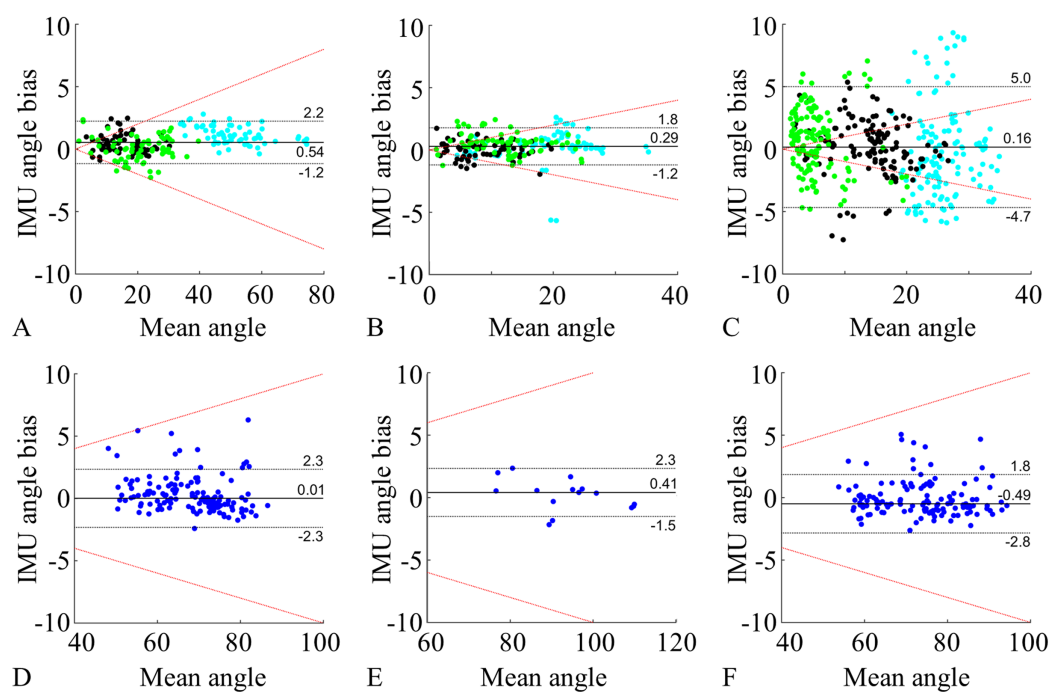 10
5
0
-5
-10
IMU angle bias
2.2
0.54
-1.2
0 20 40 60 80
Mean angle
A
10
5
0
-5
-10
IMU angle bias
1.8
0.29
-1.2
0 20 40
Mean angle
B
10
5
0
-5
-10
IMU angle bias
5.0
0.16
-4.7
0 20 40
Mean angle
C
10
5
0
-5
-10
IMU angle bias
2.3
0.01
-2.3
40 60 80 100
Mean angle
D
10
5
0
-5
-10
IMU angle bias
2.3
0.41
-1.5
60 80 100 120
Mean angle
E
10
5
0
-5
-10
IMU angle bias
1.8
-0.49
-2.8
40 60 80 100
Mean angle
F